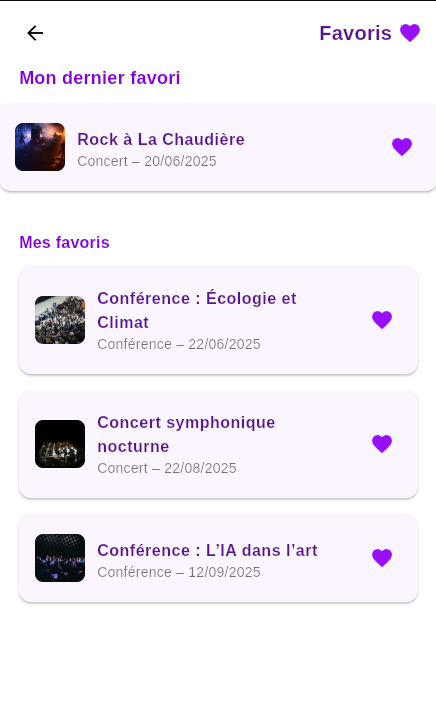 Favoris
Mon dernier favori
Rock à La Chaudière
Concert – 20/06/2025
Mes favoris
Conférence : Écologie et
Climat
Conférence – 22/06/2025
Concert symphonique
nocturne
Concert – 22/08/2025
Conférence : L’IA dans l’art
Conférence – 12/09/2025